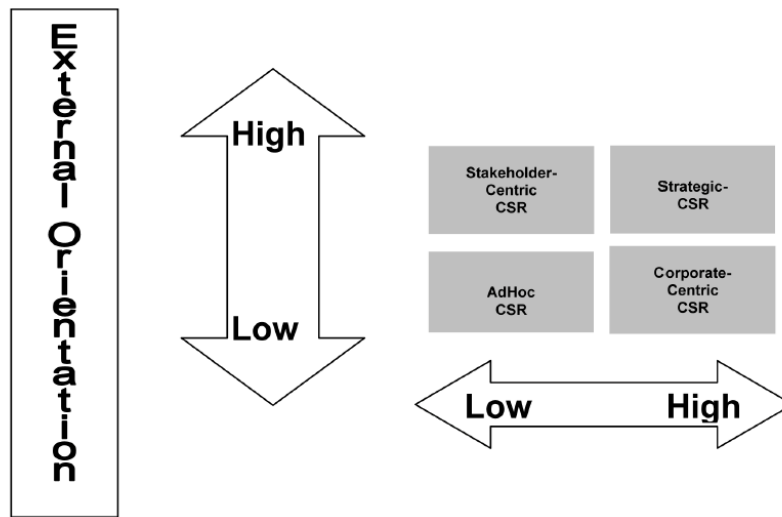 External Orientation
High
Low
Stakeholder-
Centric
CSR
Strategic-
CSR
AdHoc
CSR
Corporate-
Centric
CSR
Low
High